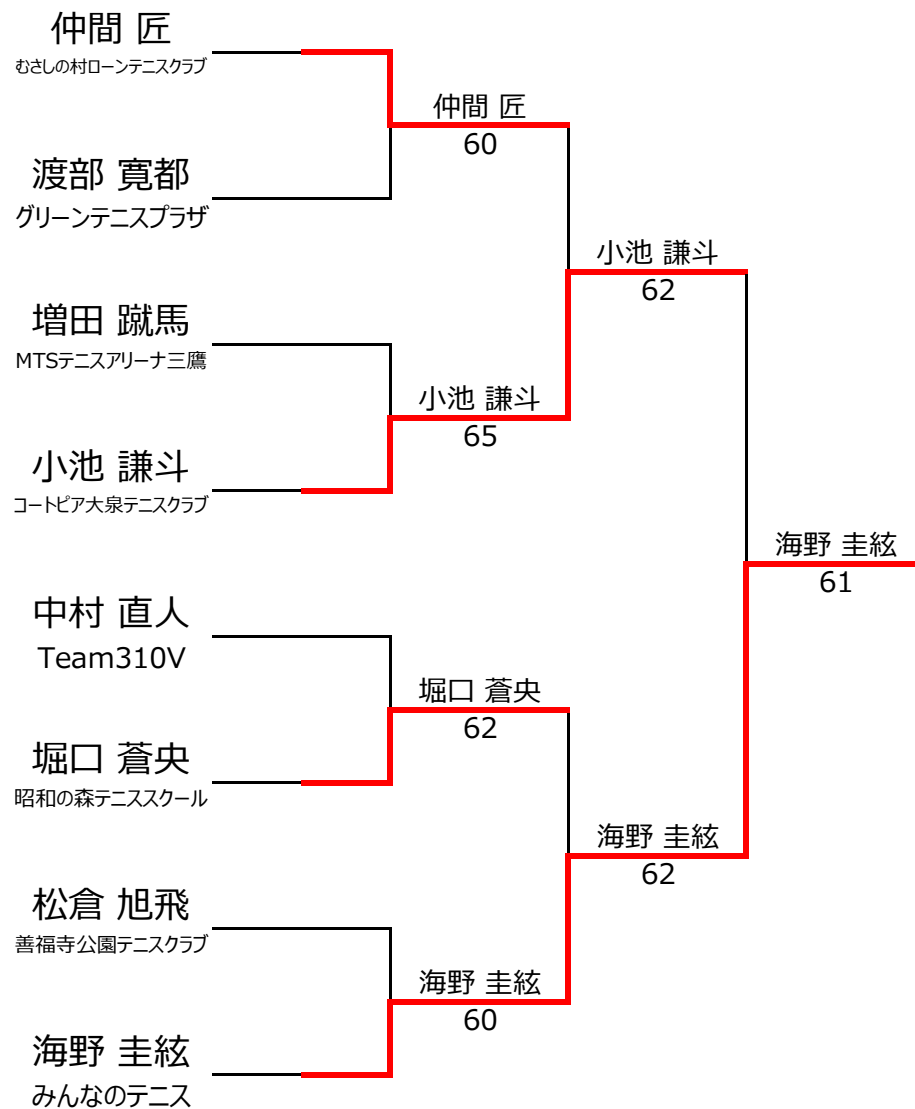 仲間 匠
むさしの村ローンテニスクラブ
仲間 匠
60
渡部 寛都
グリーンテニスプラザ
小池 謙斗
62
増田 蹴馬
MTSテニスアリーナ三鷹
小池 謙斗
65
小池 謙斗
コートピア大泉テニスクラブ
海野 圭絃
61
中村 直人
Team310V
堀口 蒼央
62
堀口 蒼央
昭和の森テニススクール
海野 圭絃
62
松倉 旭飛
善福寺公園テニスクラブ
海野 圭絃
60
海野 圭絃
みんなのテニス